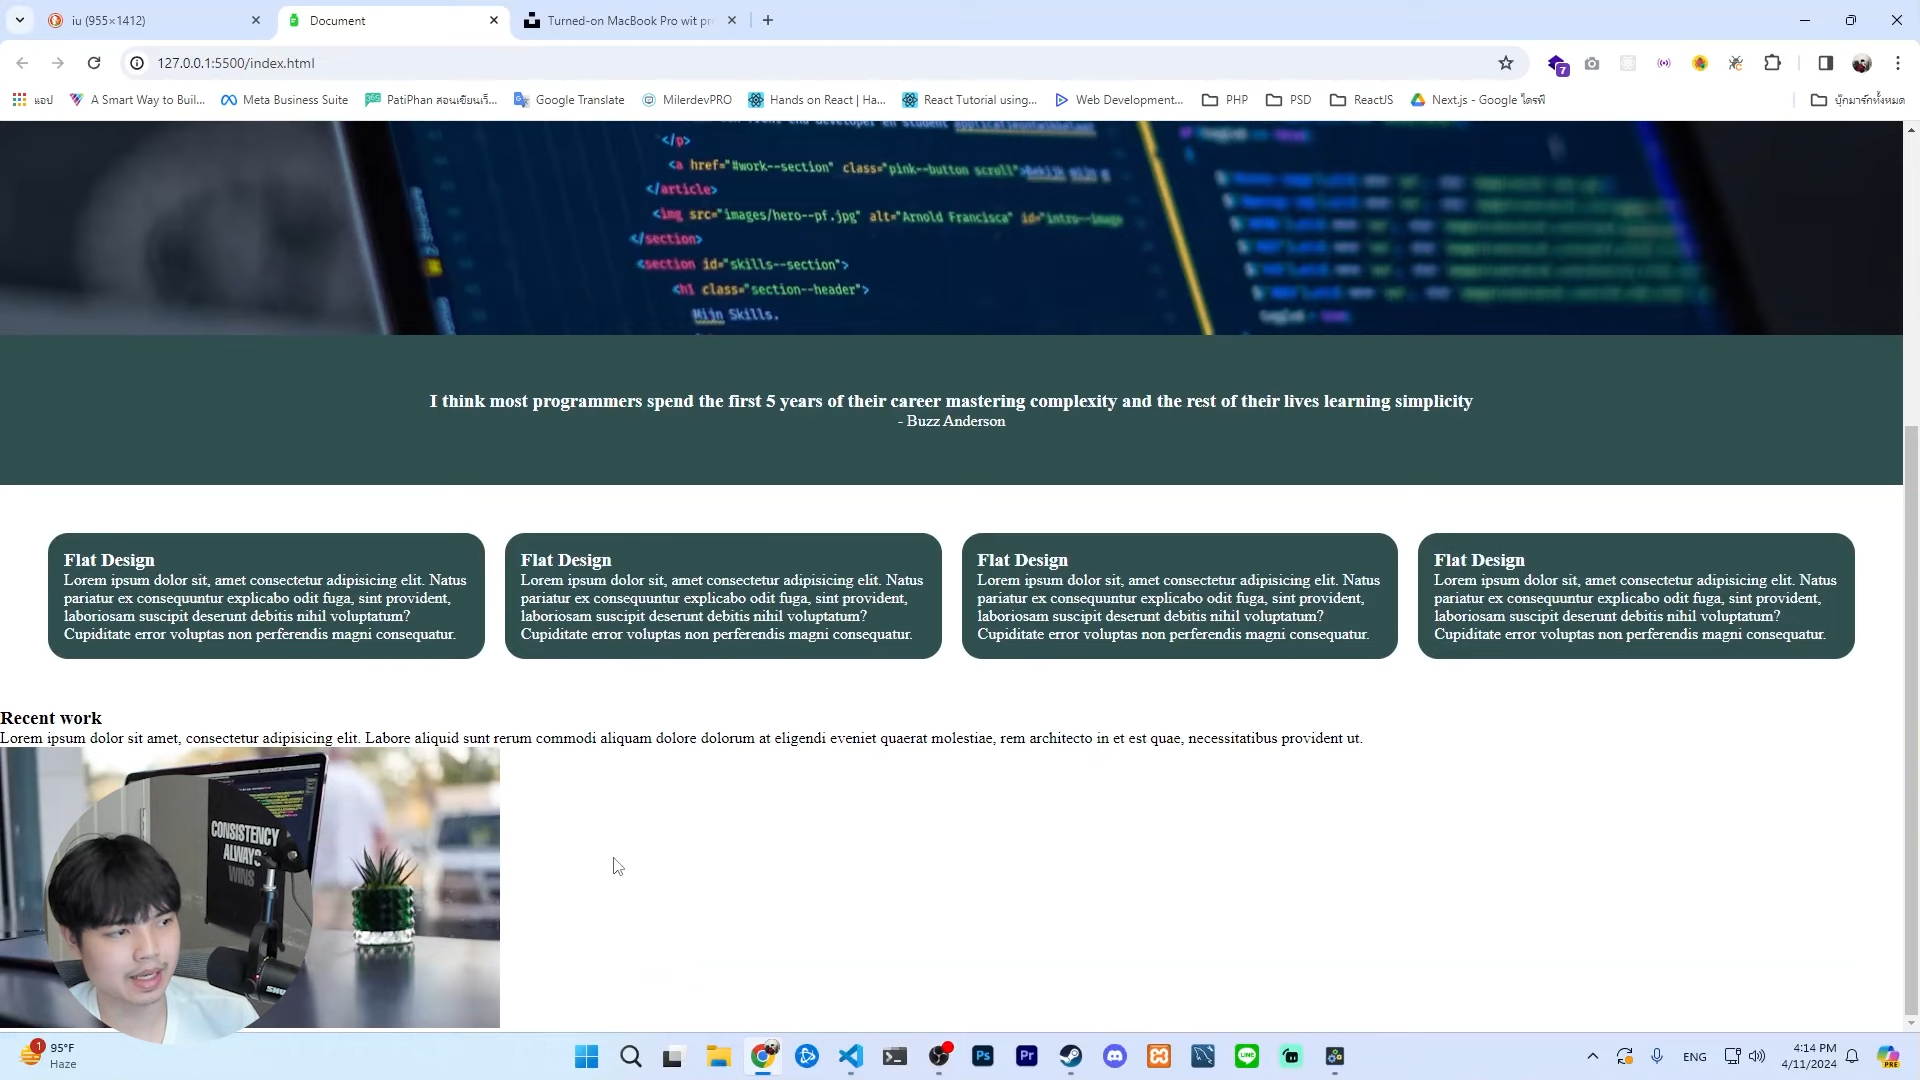 iu (955×1412)
Document
Turned-on MacBook Pro wit pr
127.0.0.1:5500/index.html
7
แอป
A Smart Way to Buil...
Meta Business Suite
PatiPhan สอนเขียนเว็...
Google Translate
MilerdevPRO
Hands on React | Ha...
React Tutorial using...
Web Development...
PHP
PSD
ReactJS
Next.js - Google ไดรฟ์
บุ๊กมาร์กทั้งหมด
</p>
<a href="#work--section" class="pink--button scroll">Bekijk mijn
</article>
<img src="images/hero--pf.jpg" alt="Arnold Francisca" id="intro--image
</section>
<section id="skills--section">
<h1 class="section--header">
Mijn Skills.
I think most programmers spend the first 5 years of their career mastering complexity and the rest of their lives learning simplicity
- Buzz Anderson
Flat Design
Lorem ipsum dolor sit, amet consectetur adipisicing elit. Natus
pariatur ex consequuntur explicabo odit fuga, sint provident,
laboriosam suscipit deserunt debitis nihil voluptatum?
Cupiditate error voluptas non perferendis magni consequatur.
Flat Design
Lorem ipsum dolor sit, amet consectetur adipisicing elit. Natus
pariatur ex consequuntur explicabo odit fuga, sint provident,
laboriosam suscipit deserunt debitis nihil voluptatum?
Cupiditate error voluptas non perferendis magni consequatur.
Flat Design
Lorem ipsum dolor sit, amet consectetur adipisicing elit. Natus
pariatur ex consequuntur explicabo odit fuga, sint provident,
laboriosam suscipit deserunt debitis nihil voluptatum?
Cupiditate error voluptas non perferendis magni consequatur.
Flat Design
Lorem ipsum dolor sit, amet consectetur adipisicing elit. Natus
pariatur ex consequuntur explicabo odit fuga, sint provident,
laboriosam suscipit deserunt debitis nihil voluptatum?
Cupiditate error voluptas non perferendis magni consequatur.
Recent work
Lorem ipsum dolor sit amet, consectetur adipisicing elit. Labore aliquid sunt rerum commodi aliquam dolore dolorum at eligendi eveniet quaerat molestiae, rem architecto in et est quae, necessitatibus provident ut.
CONSISTENCY
ALWAYS
WINS
1
95°F
Haze
Ps
Pr
LINE
ENG
4:14 PM
4/11/2024
PRE